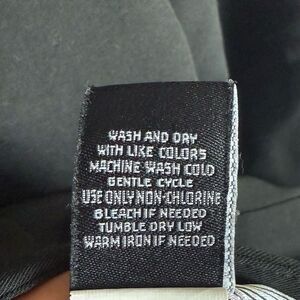 WASH AND DRY
WITH LIKE COLORS
MACHINE WASH COLD
GENTLE CYCLE
USE ONLY NON-CHLORINE
BLEACH IF NEEDED
TUMBLE DRY LOW
WARM IRON IF NEEDED